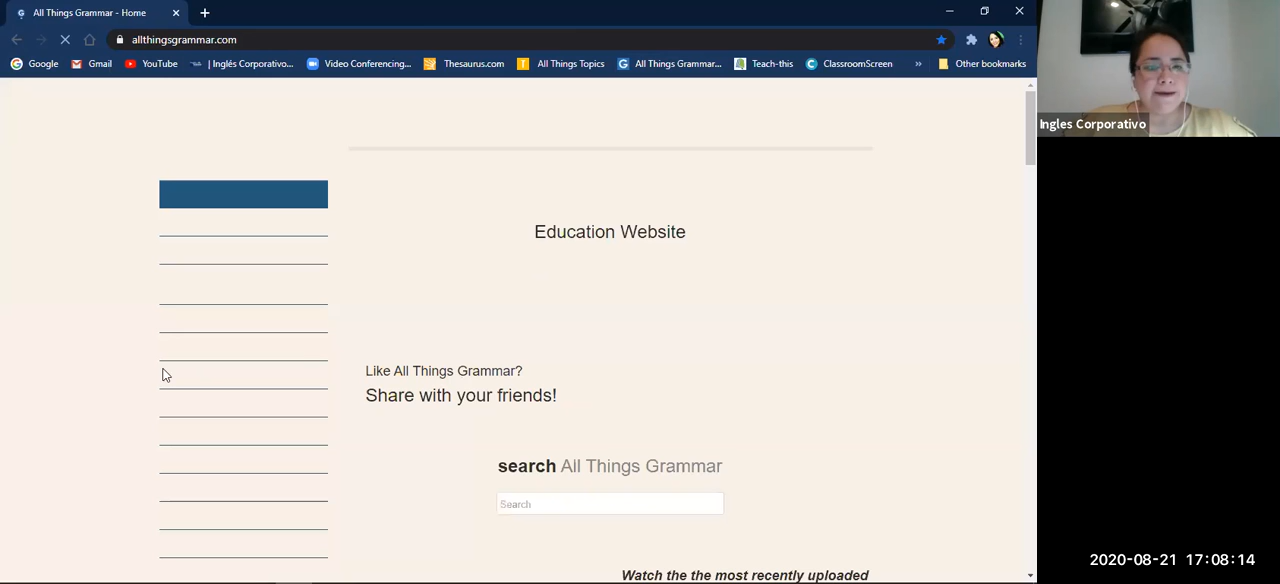 All Things Grammar - Home
allthingsgrammar.com
Google
Gmail
YouTube
| Inglés Corporativo...
Video Conferencing...
Thesaurus.com
All Things Topics
All Things Grammar...
Teach-this
ClassroomScreen
»
Other bookmarks
Ingles Corporativo
Education Website
Like All Things Grammar?
Share with your friends!
search All Things Grammar
Search
Watch the the most recently uploaded
2020-08-21 17:08:14